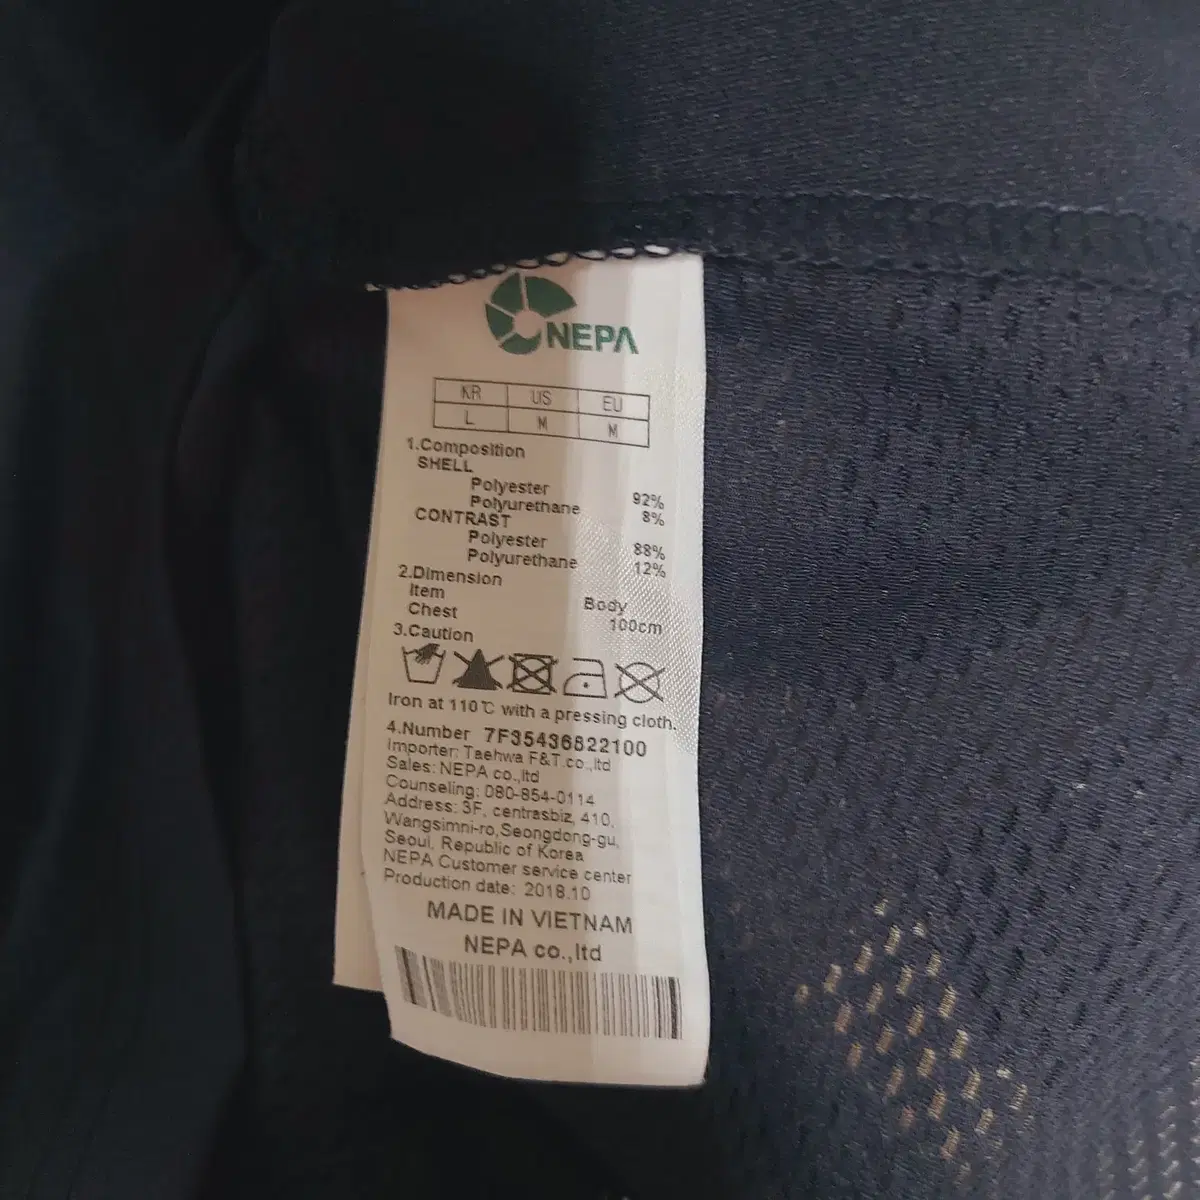 NEPA
KR US EU
L M M
1.Composition
SHELL
Polyester 92%
Polyurethane 8%
CONTRAST
Polyester 88%
Polyurethane 12%
2.Dimension
Item Body
Chest 100cm
3.Caution
Iron at 110℃ with a pressing cloth.
4.Number 7F35436822100
Importer: Taehwa F&T.co.,ltd
Sales: NEPA co.,ltd
Counseling: 080-854-0114
Address: 3F, centrasbiz, 410,
Wangsimni-ro,Seongdong-gu,
Seoul, Republic of Korea
NEPA Customer service center
Production date: 2018.10
MADE IN VIETNAM
NEPA co.,ltd